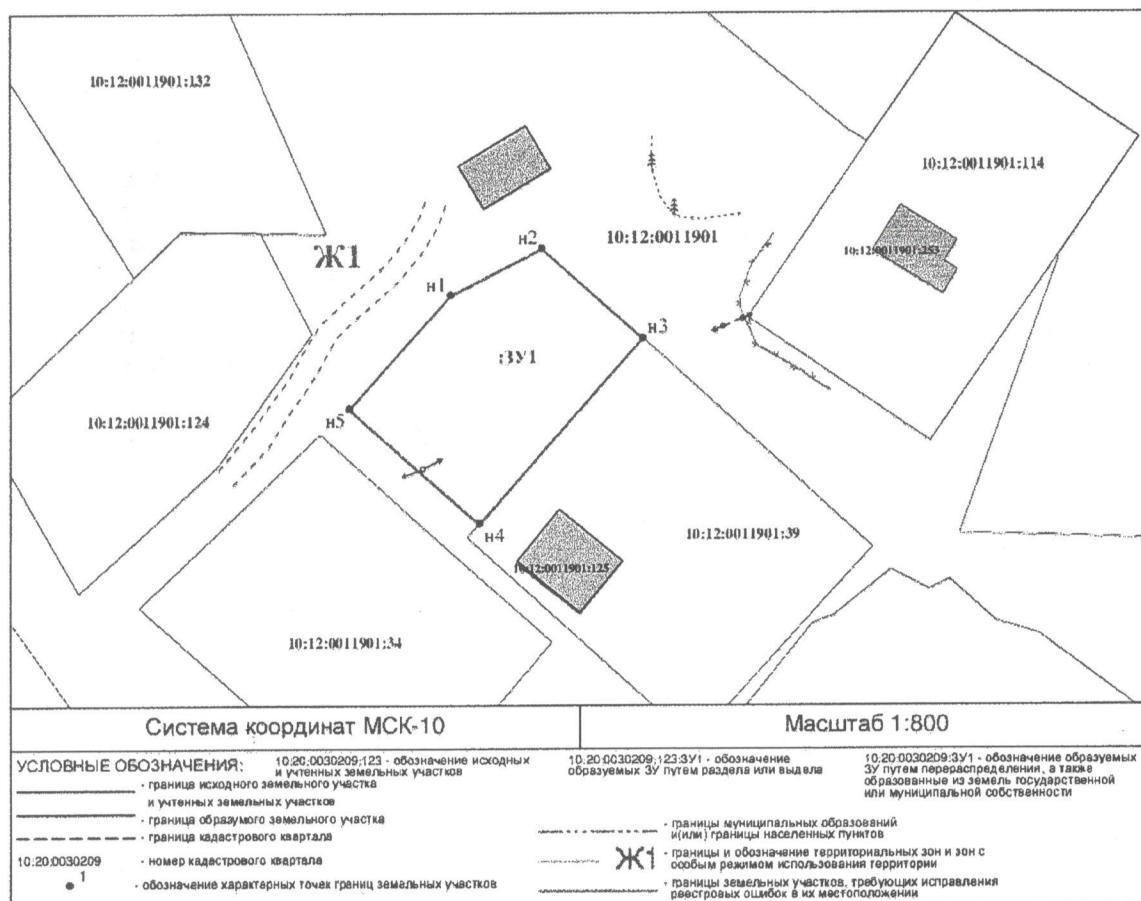 10:12:0011901:132
10:12:0011901:114
н2
10:12:0011901
Ж1
10:12:0011901:253
н1
н3
:ЗУ1
н5
10:12:0011901:124
н4
10:12:0011901:39
10:12:0011901:125
10:12:0011901:34
Система координат МСК-10
Масштаб 1:800
УСЛОВНЫЕ ОБОЗНАЧЕНИЯ:
10:20:0030209:123 - обозначение исходных
и учтенных земельных участков
10:20:0030209:123:ЗУ1 - обозначение
образуемых ЗУ путем раздела или выдела
10:20:0030209:ЗУ1 - обозначение образуемых
ЗУ путем перераспределения, а также
образованные из земель государственной
или муниципальной собственности
- граница исходного земельного участка
и учтенных земельных участков
- граница образумого земельного участка
- граница кадастрового квартала
10:20:0030209 - номер кадастрового квартала
1 - обозначение характерных точек границ земельных участков
- границы муниципальных образований
и(или) границы населенных пунктов
Ж1 - границы и обозначение территориальных зон и зон с
особым режимом использования территории
- границы земельных участков, требующих исправления
реестровых ошибок в их местоположении